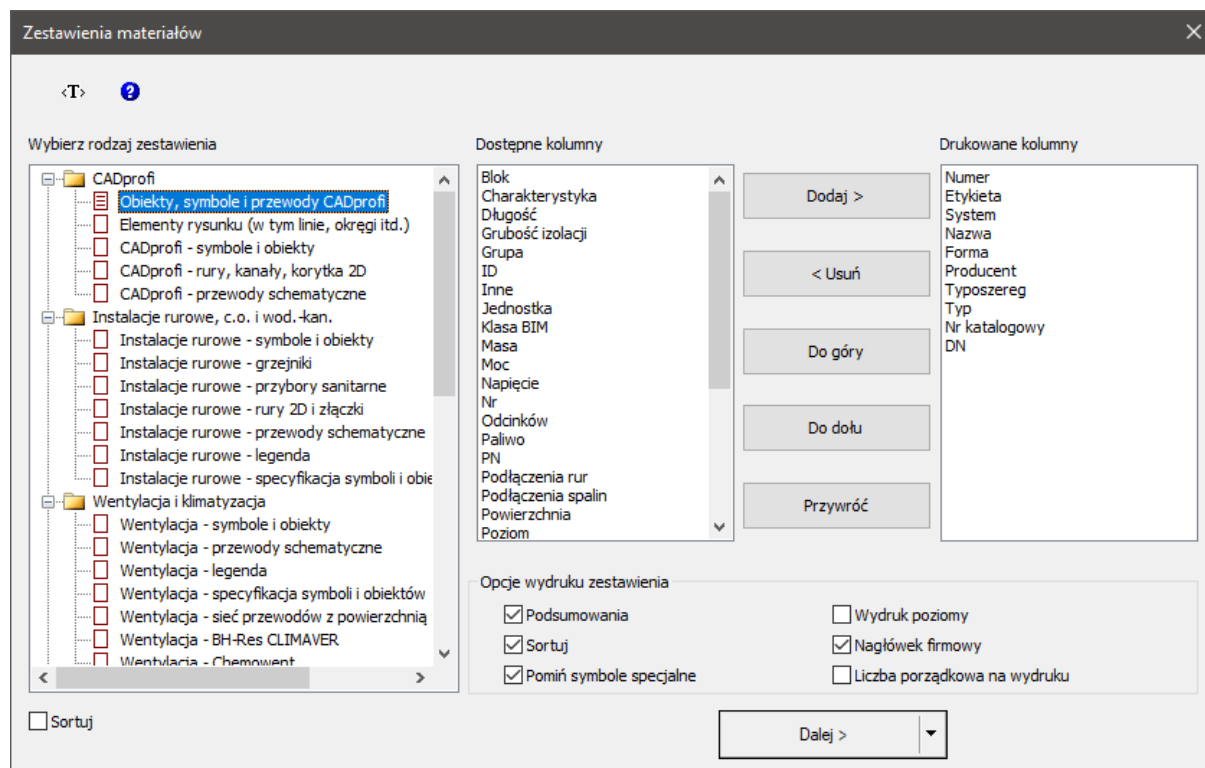 Zestawienia materiałów
<T>
Wybierz rodzaj zestawienia
CADprofi
Obiekty, symbole i przewody CADprofi
Elementy rysunku (w tym linie, okręgi itd.)
CADprofi - symbole i obiekty
CADprofi - rury, kanały, korytka 2D
CADprofi - przewody schematyczne
Instalacje rurowe, c.o. i wod.-kan.
Instalacje rurowe - symbole i obiekty
Instalacje rurowe - grzejniki
Instalacje rurowe - przybory sanitarne
Instalacje rurowe - rury 2D i złączki
Instalacje rurowe - przewody schematyczne
Instalacje rurowe - legenda
Instalacje rurowe - specyfikacja symboli i obie
Wentylacja i klimatyzacja
Wentylacja - symbole i obiekty
Wentylacja - przewody schematyczne
Wentylacja - legenda
Wentylacja - specyfikacja symboli i obiektów
Wentylacja - sieć przewodów z powierzchnią
Wentylacja - BH-Res CLIMAVER
Wentylacja - Chemowent
Sortuj
Dostępne kolumny
Blok
Charakterystyka
Długość
Grubość izolacji
Grupa
ID
Inne
Jednostka
Klasa BIM
Masa
Moc
Napięcie
Nr
Odcinków
Paliwo
PN
Podłączenia rur
Podłączenia spalin
Powierzchnia
Poziom
Dodaj >
< Usuń
Do góry
Do dołu
Przywróć
Drukowane kolumny
Numer
Etykieta
System
Nazwa
Forma
Producent
Typoszereg
Typ
Nr katalogowy
DN
Opcje wydruku zestawienia
Podsumowania
Sortuj
Pomiń symbole specjalne
Wydruk poziomy
Nagłówek firmowy
Liczba porządkowa na wydruku
Dalej >